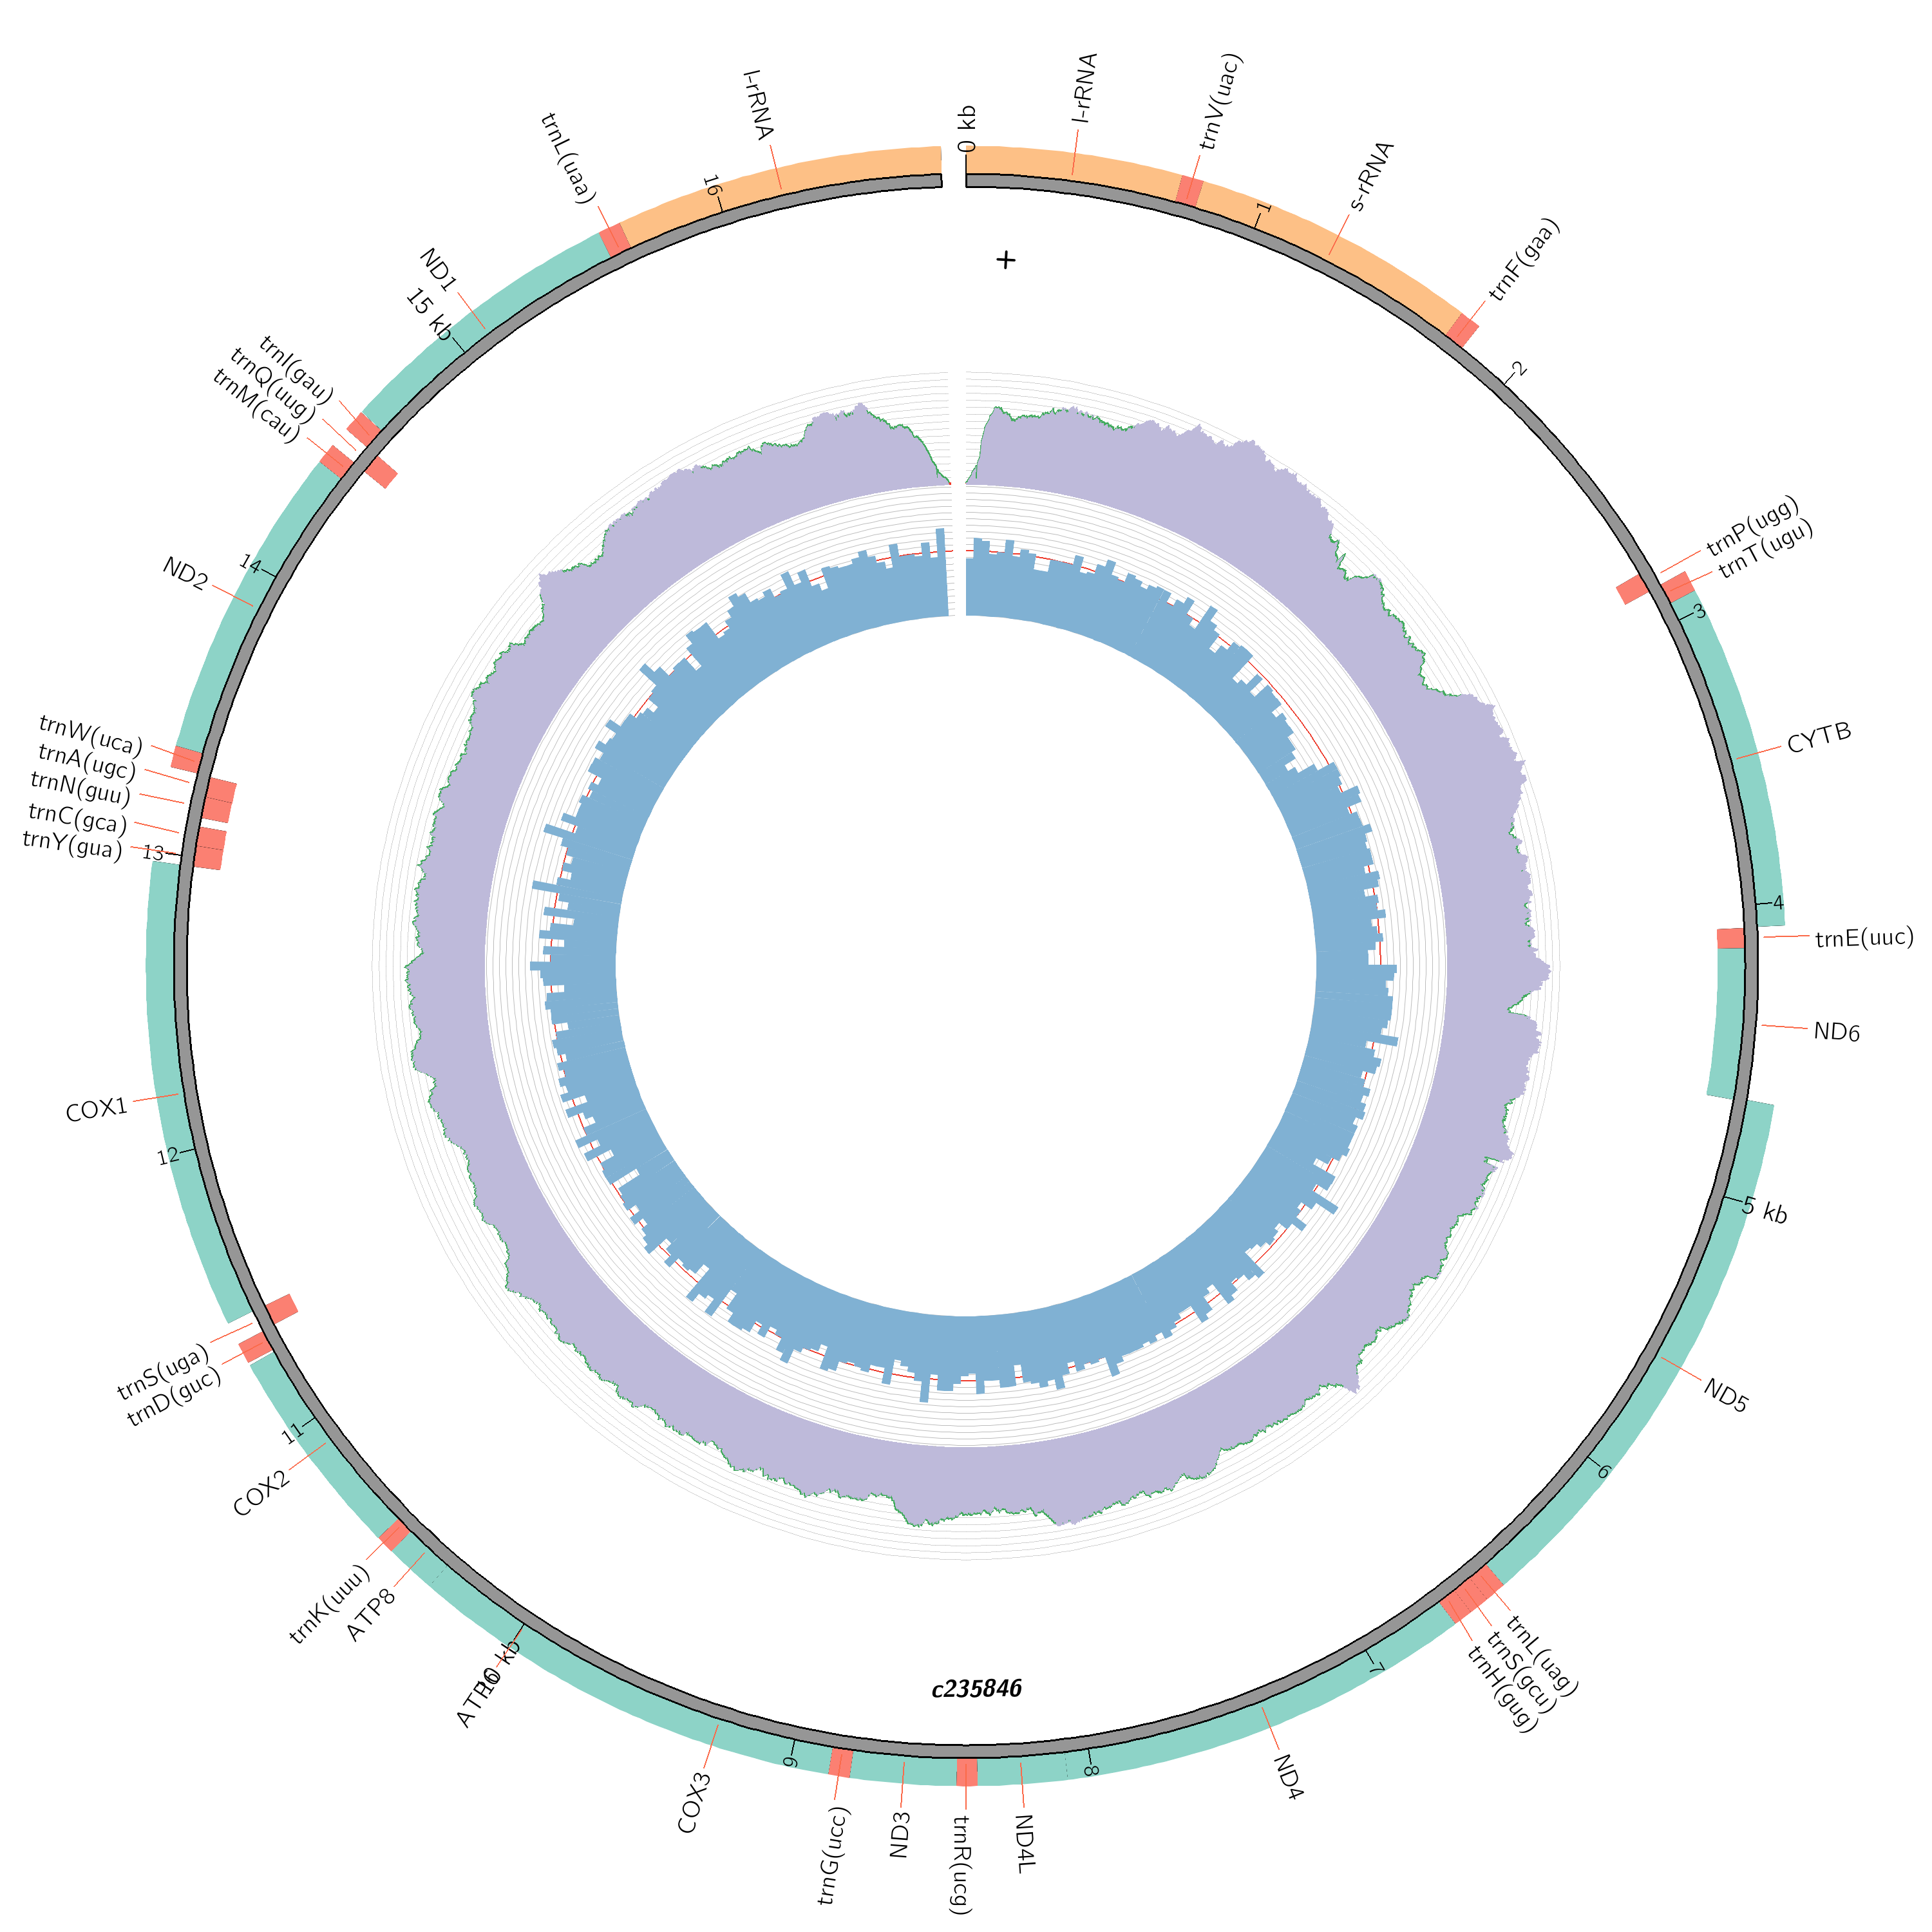 0 kb
l-rRNA
trnV(uac)
1
s-rRNA
trnF(gaa)
2
trnP(ugg)
trnT(ugu)
3
CYTB
4
trnE(uuc)
ND6
5 kb
ND5
6
trnL(uag)
trnS(gcu)
trnH(gug)
7
ND4
8
ND4L
trnR(ucg)
ND3
trnG(ucc)
9
COX3
10 kb
ATP6
ATP8
trnK(uuu)
COX2
11
trnD(guc)
trnS(uga)
12
COX1
13
trnY(gua)
trnC(gca)
trnN(guu)
trnA(ugc)
trnW(uca)
ND2
14
trnM(cau)
trnQ(uug)
trnI(gau)
15 kb
ND1
trnL(uaa)
16
l-rRNA
+
c235846